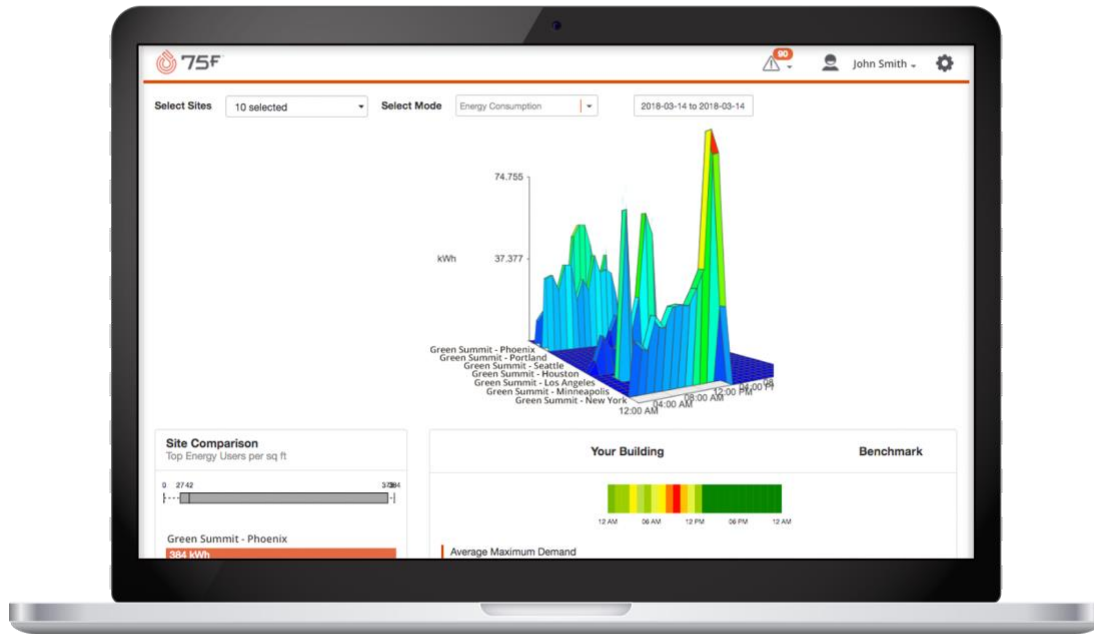 75F
90
John Smith
Select Sites
10 selected
Select Mode
Energy Consumption
2018-03-14 to 2018-03-14
74.755
kWh
37.377
Green Summit - Phoenix
Green Summit - Portland
Green Summit - Seattle
Green Summit - Houston
Green Summit - Los Angeles
Green Summit - Minneapolis
Green Summit - New York
12:00 AM
04:00 AM
08:00 AM
12:00 PM
Site Comparison
Top Energy Users per sq ft
0
27
42
384
Green Summit - Phoenix
384 kWh
Your Building
Benchmark
12 AM
06 AM
12 PM
06 PM
12 AM
Average Maximum Demand